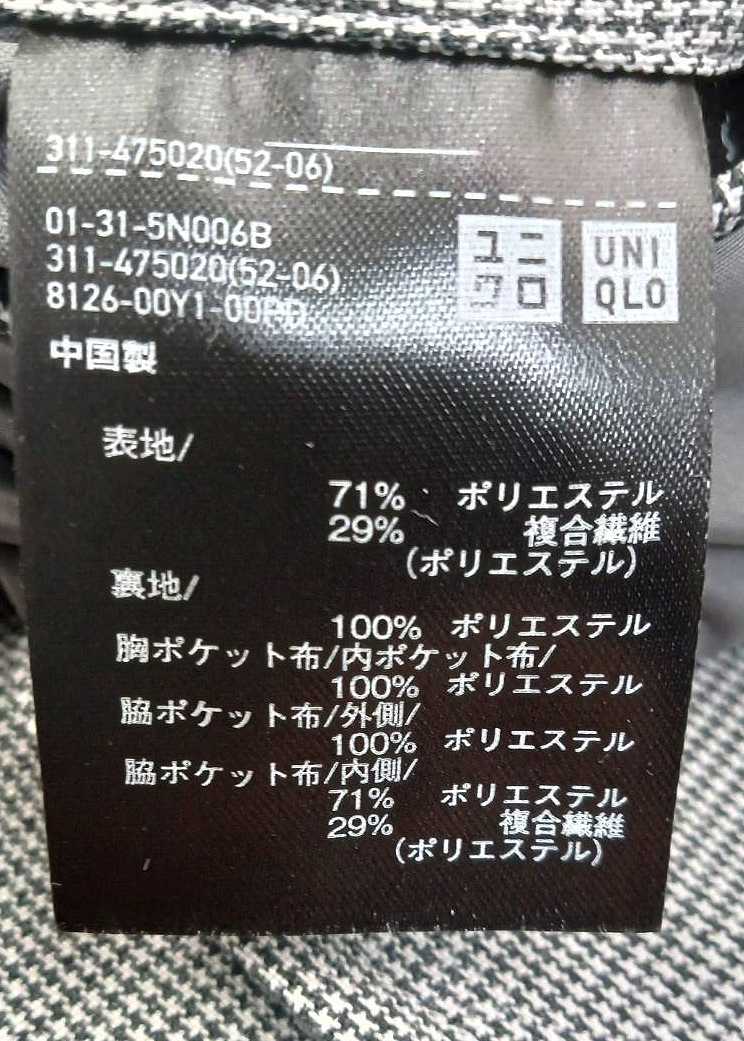 311-475020(52-06)
01-31-5N006B
311-475020(52-06)
8126-00Y1-00PD
ユニ
クロ
UNI
QLO
中国製
表地/
71% ポリエステル
29% 複合繊維
(ポリエステル)
裏地/
100% ポリエステル
胸ポケット布/内ポケット布/
100% ポリエステル
脇ポケット布/外側/
100% ポリエステル
脇ポケット布/内側/
71% ポリエステル
29% 複合繊維
(ポリエステル)